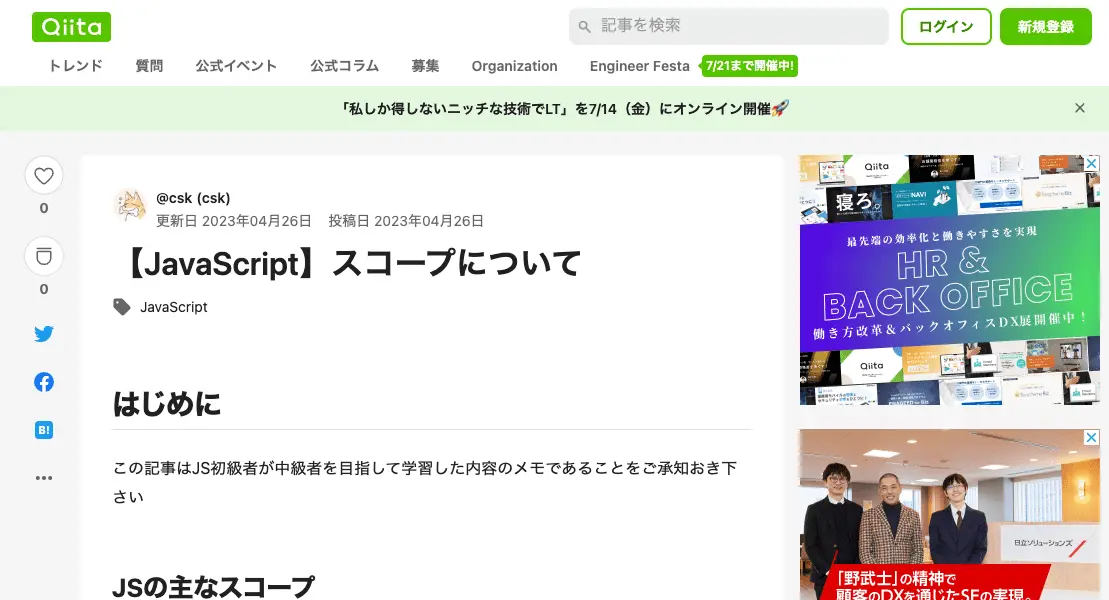 Qiita
記事を検索
ログイン
新規登録
トレンド
質問
公式イベント
公式コラム
募集
Organization
Engineer Festa
7/21まで開催中!
「私しか得しないニッチな技術でLT」を7/14（金）にオンライン開催🚀
0
0
B!
@csk (csk)
更新日 2023年04月26日
投稿日 2023年04月26日
【JavaScript】スコープについて
JavaScript
はじめに
この記事はJS初級者が中級者を目指して学習した内容のメモであることをご承知おき下
さい
JSの主なスコープ
Qiita
寝ろ。
最先端の効率化と働きやすさを実現
HR &
BACK OFFICE
働き方改革＆バックオフィスDX展開催中！
Qiita
日立ソリューションズ
「野武士」の精神で
顧客のDXを通じたSEの実現。